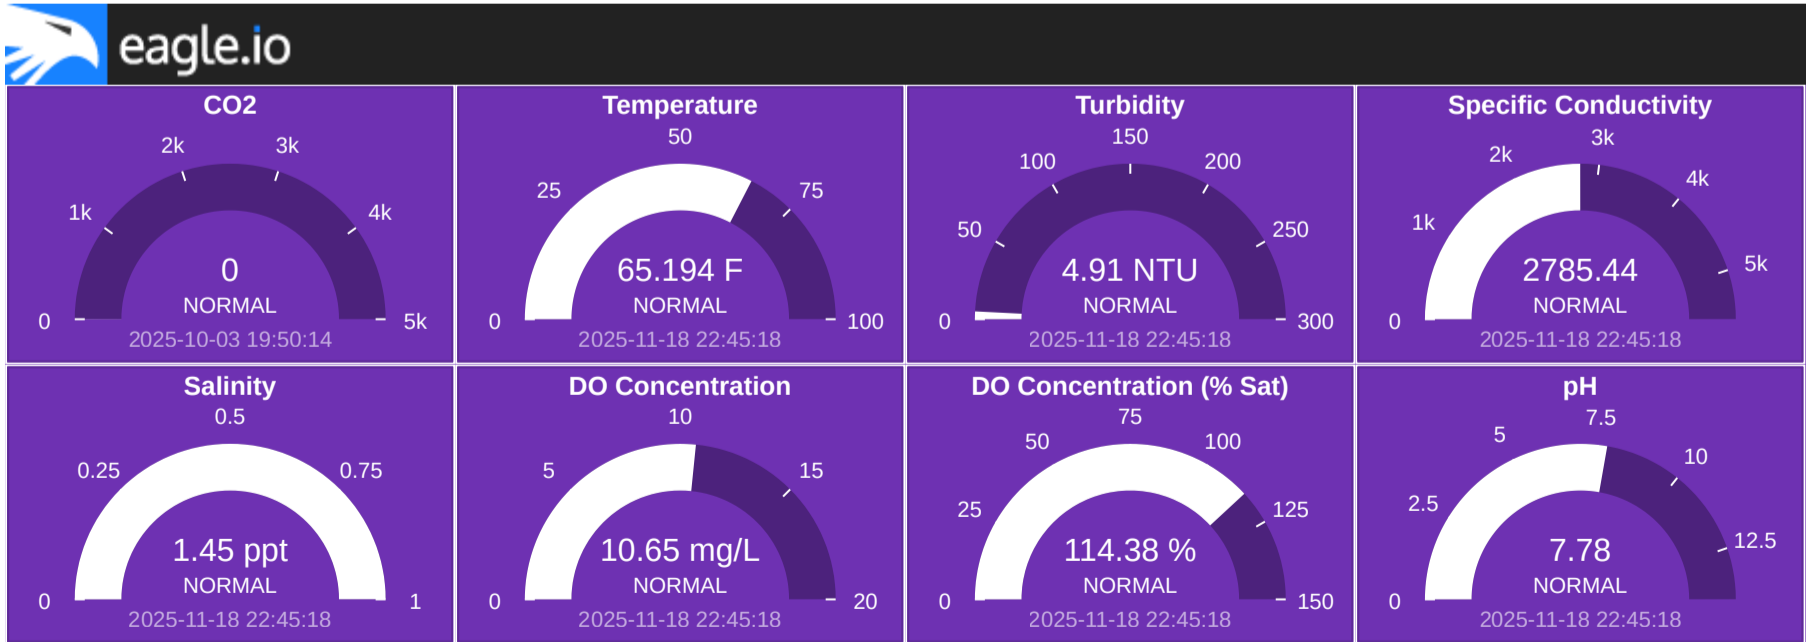 eagle.io
CO2
2k
3k
1k
4k
0
5k
0
NORMAL
2025-10-03 19:50:14
Temperature
50
25
75
0
100
65.194 F
NORMAL
2025-11-18 22:45:18
Turbidity
150
100
200
50
250
0
300
4.91 NTU
NORMAL
2025-11-18 22:45:18
Specific Conductivity
3k
2k
4k
1k
5k
0
2785.44
NORMAL
2025-11-18 22:45:18
Salinity
0.5
0.25
0.75
0
1
1.45 ppt
NORMAL
2025-11-18 22:45:18
DO Concentration
10
5
15
0
20
10.65 mg/L
NORMAL
2025-11-18 22:45:18
DO Concentration (% Sat)
75
50
100
25
125
0
150
114.38 %
NORMAL
2025-11-18 22:45:18
pH
7.5
5
10
2.5
12.5
0
7.78
NORMAL
2025-11-18 22:45:18